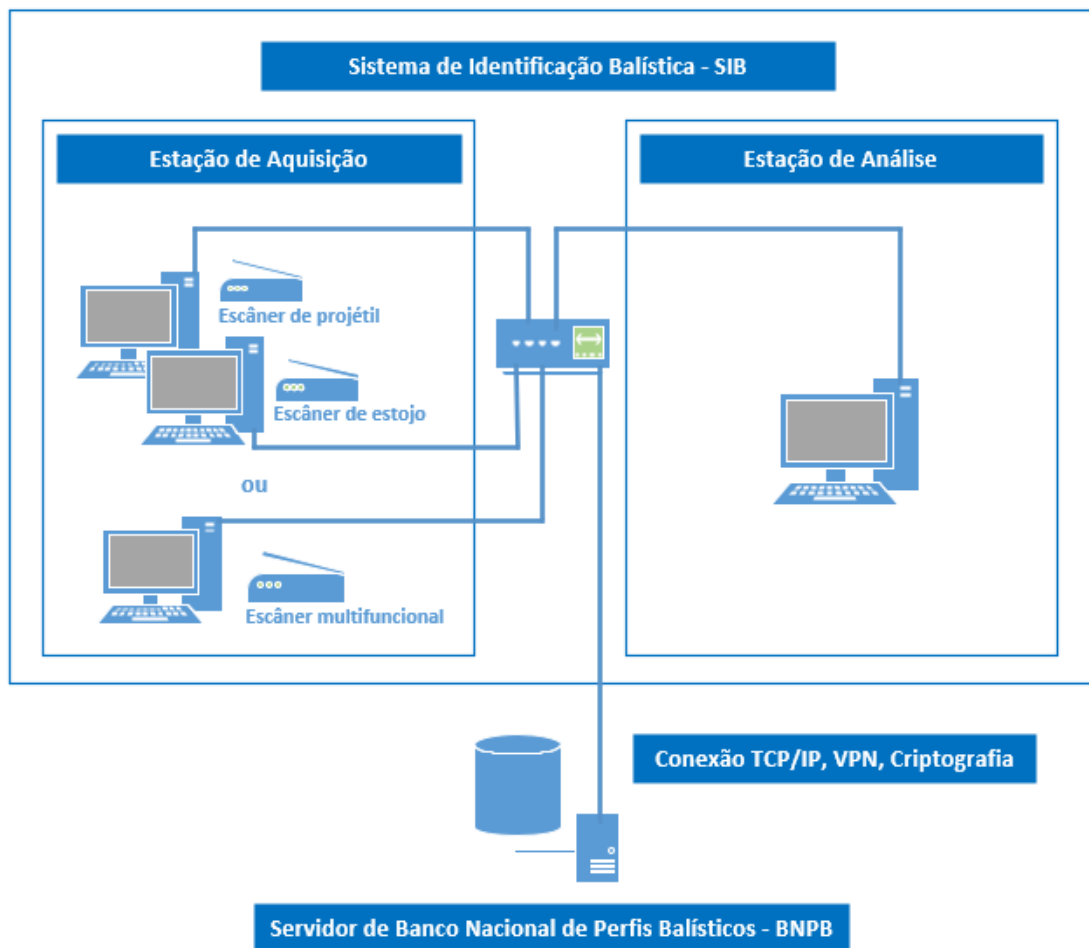 Sistema de Identificação Balística - SIB
Estação de Aquisição
Estação de Análise
Escâner de projétil
Escâner de estojo
ou
Escâner multifuncional
Conexão TCP/IP, VPN, Criptografia
Servidor de Banco Nacional de Perfis Balísticos - BNPB